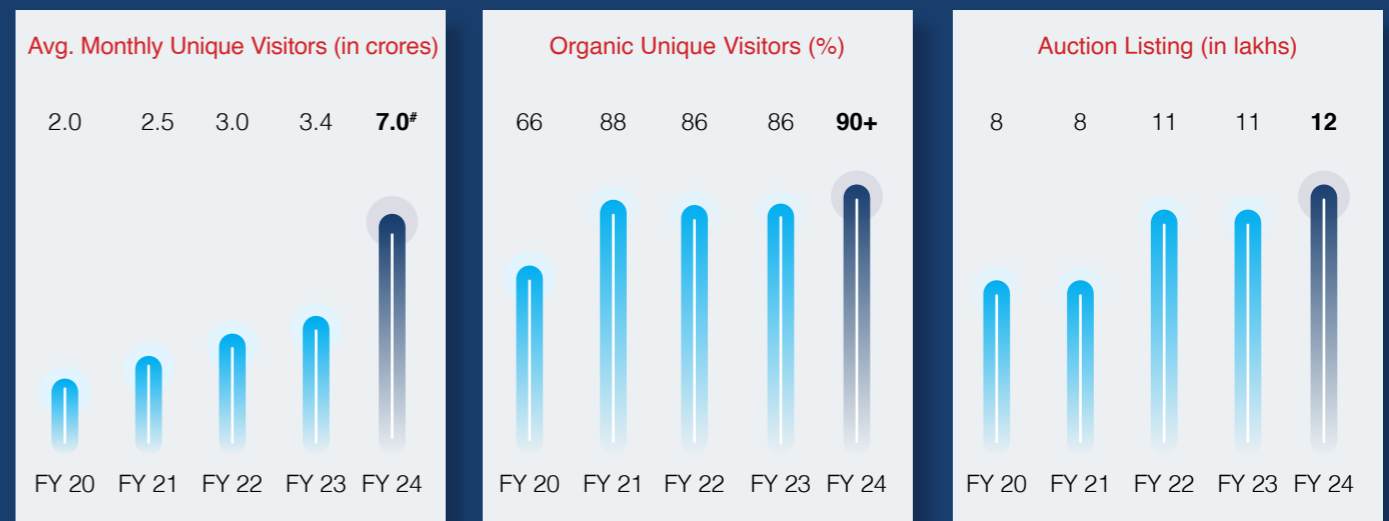 Avg. Monthly Unique Visitors (in crores)
2.0 2.5 3.0 3.4 7.0#
FY 20 FY 21 FY 22 FY 23 FY 24
Organic Unique Visitors (%)
66 88 86 86 90+
FY 20 FY 21 FY 22 FY 23 FY 24
Auction Listing (in lakhs)
8 8 11 11 12
FY 20 FY 21 FY 22 FY 23 FY 24